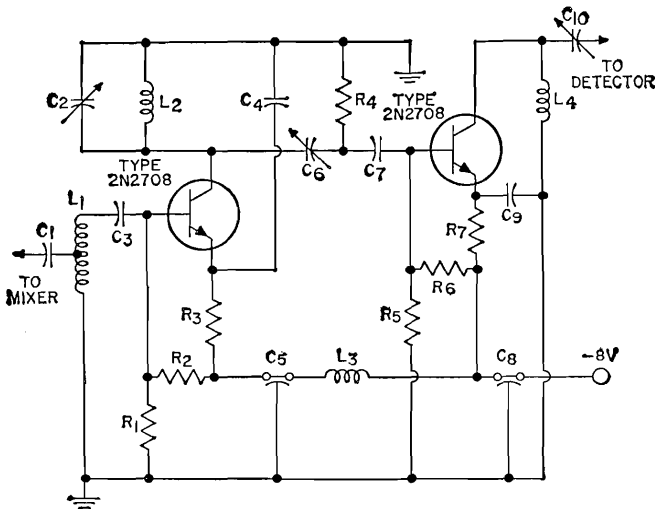 C10
TO
DETECTOR
C2
L2
C4
R4
TYPE
2N2708
L4
TYPE
2N2708
C6
C7
L1
C3
C1
TO
MIXER
C9
R7
R6
R3
R5
R2
C5
L3
C8
-8V
R1